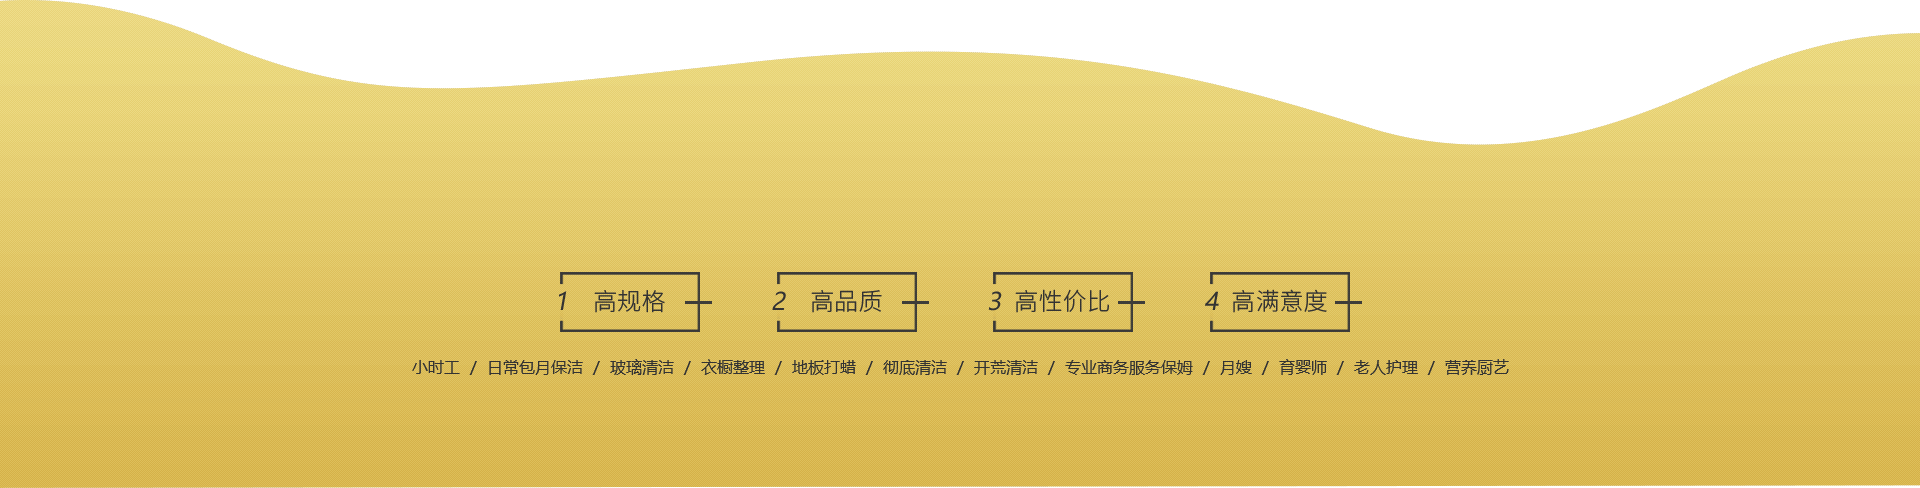 1 高规格 2 高品质 3 高性价比 4 高满意度
小时工 / 日常包月保洁 / 玻璃清洁 / 衣橱整理 / 地板打蜡 / 彻底清洁 / 开荒清洁 / 专业商务服务保姆 / 月嫂 / 育婴师 / 老人护理 / 营养厨艺